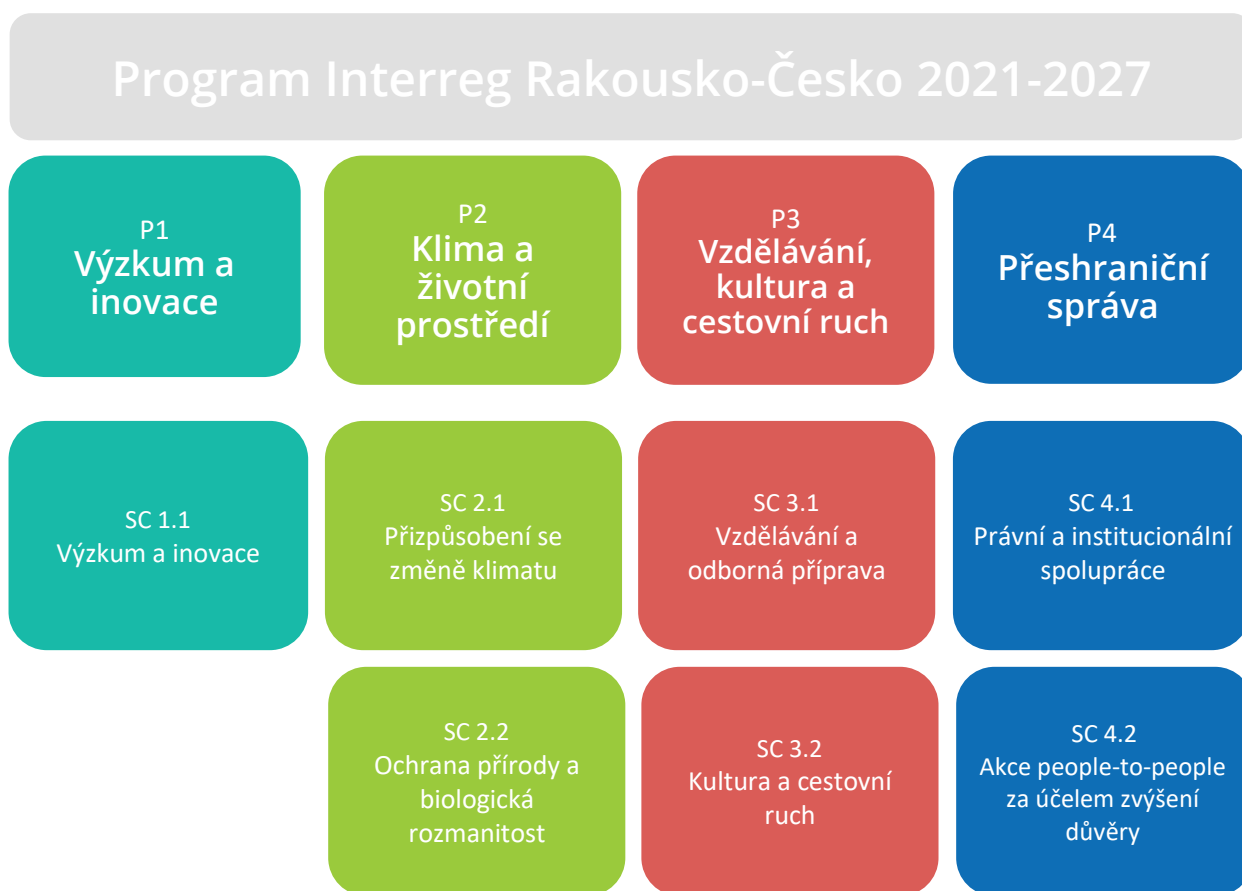 Program Interreg Rakousko-Česko 2021-2027
P1
Výzkum a
inovace
P2
Klima a
životní
prostředí
P3
Vzdělávání,
kultura a
cestovní ruch
P4
Přeshraniční
správa
SC 1.1
Výzkum a inovace
SC 2.1
Přizpůsobení se
změně klimatu
SC 3.1
Vzdělávání a
odborná příprava
SC 4.1
Právní a institucionální
spolupráce
SC 2.2
Ochrana přírody a
biologická
rozmanitost
SC 3.2
Kultura a cestovní
ruch
SC 4.2
Akce people-to-people
za účelem zvýšení
důvěry